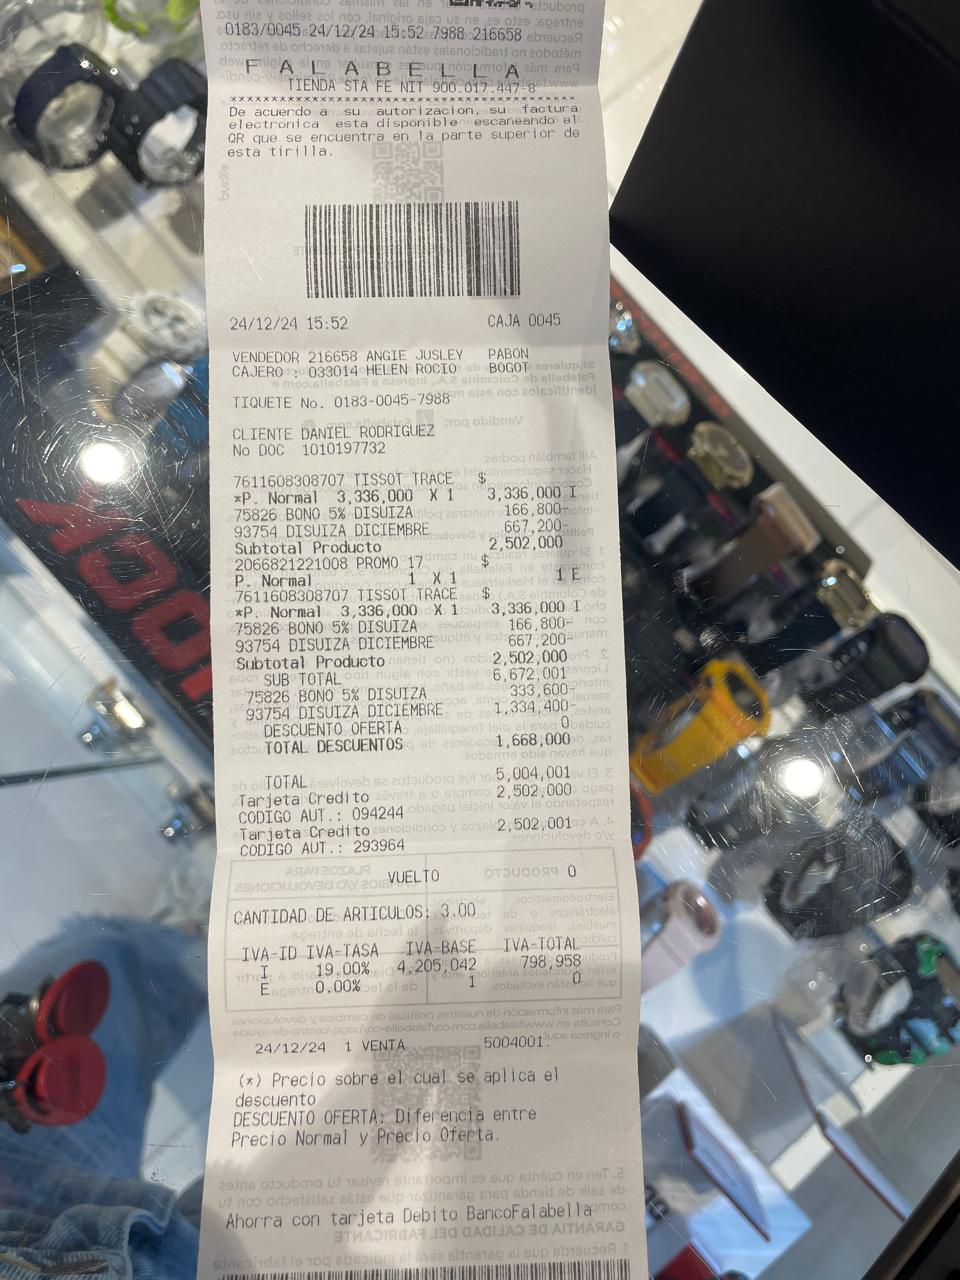 0183/0045 24/12/24 15:52 7988 216658
F A L A B E L L A
TIENDA STA FE NIT 900.017.447-8
****************************************
De acuerdo a su autorizacion, su factura
electronica esta disponible escaneando el
QR que se encuentra en la parte superior de
esta tirilla.
24/12/24 15:52 CAJA 0045
VENDEDOR 216658 ANGIE JUSLEY PABON
CAJERO : 033014 HELEN ROCIO BOGOT
TIQUETE No. 0183-0045-7988
CLIENTE DANIEL RODRIGUEZ
No DOC 1010197732
7611608308707 TISSOT TRACE $
*P. Normal 3,336,000 X 1 3,336,000 I
75826 BONO 5% DISUIZA 166,800-
93754 DISUIZA DICIEMBRE 667,200-
Subtotal Producto 2,502,000
2066821221008 PROMO 17 $
P. Normal 1 X 1 1 E
7611608308707 TISSOT TRACE $
*P. Normal 3,336,000 X 1 3,336,000 I
75826 BONO 5% DISUIZA 166,800-
93754 DISUIZA DICIEMBRE 667,200-
Subtotal Producto 2,502,000
SUB TOTAL 6,672,001
75826 BONO 5% DISUIZA 333,600-
93754 DISUIZA DICIEMBRE 1,334,400-
DESCUENTO OFERTA 0
TOTAL DESCUENTOS 1,668,000
TOTAL 5,004,001
Tarjeta Credito 2,502,000
CODIGO AUT.: 094244
Tarjeta Credito 2,502,001
CODIGO AUT.: 293964
VUELTO 0
CANTIDAD DE ARTICULOS: 3.00
IVA-ID IVA-TASA IVA-BASE IVA-TOTAL
I 19.00% 4,205,042 798,958
E 0.00% 1 0
24/12/24 1 VENTA 5004001.
(*) Precio sobre el cual se aplica el
descuento
DESCUENTO OFERTA: Diferencia entre
Precio Normal y Precio Oferta.
Ahorra con tarjeta Debito BancoFalabella